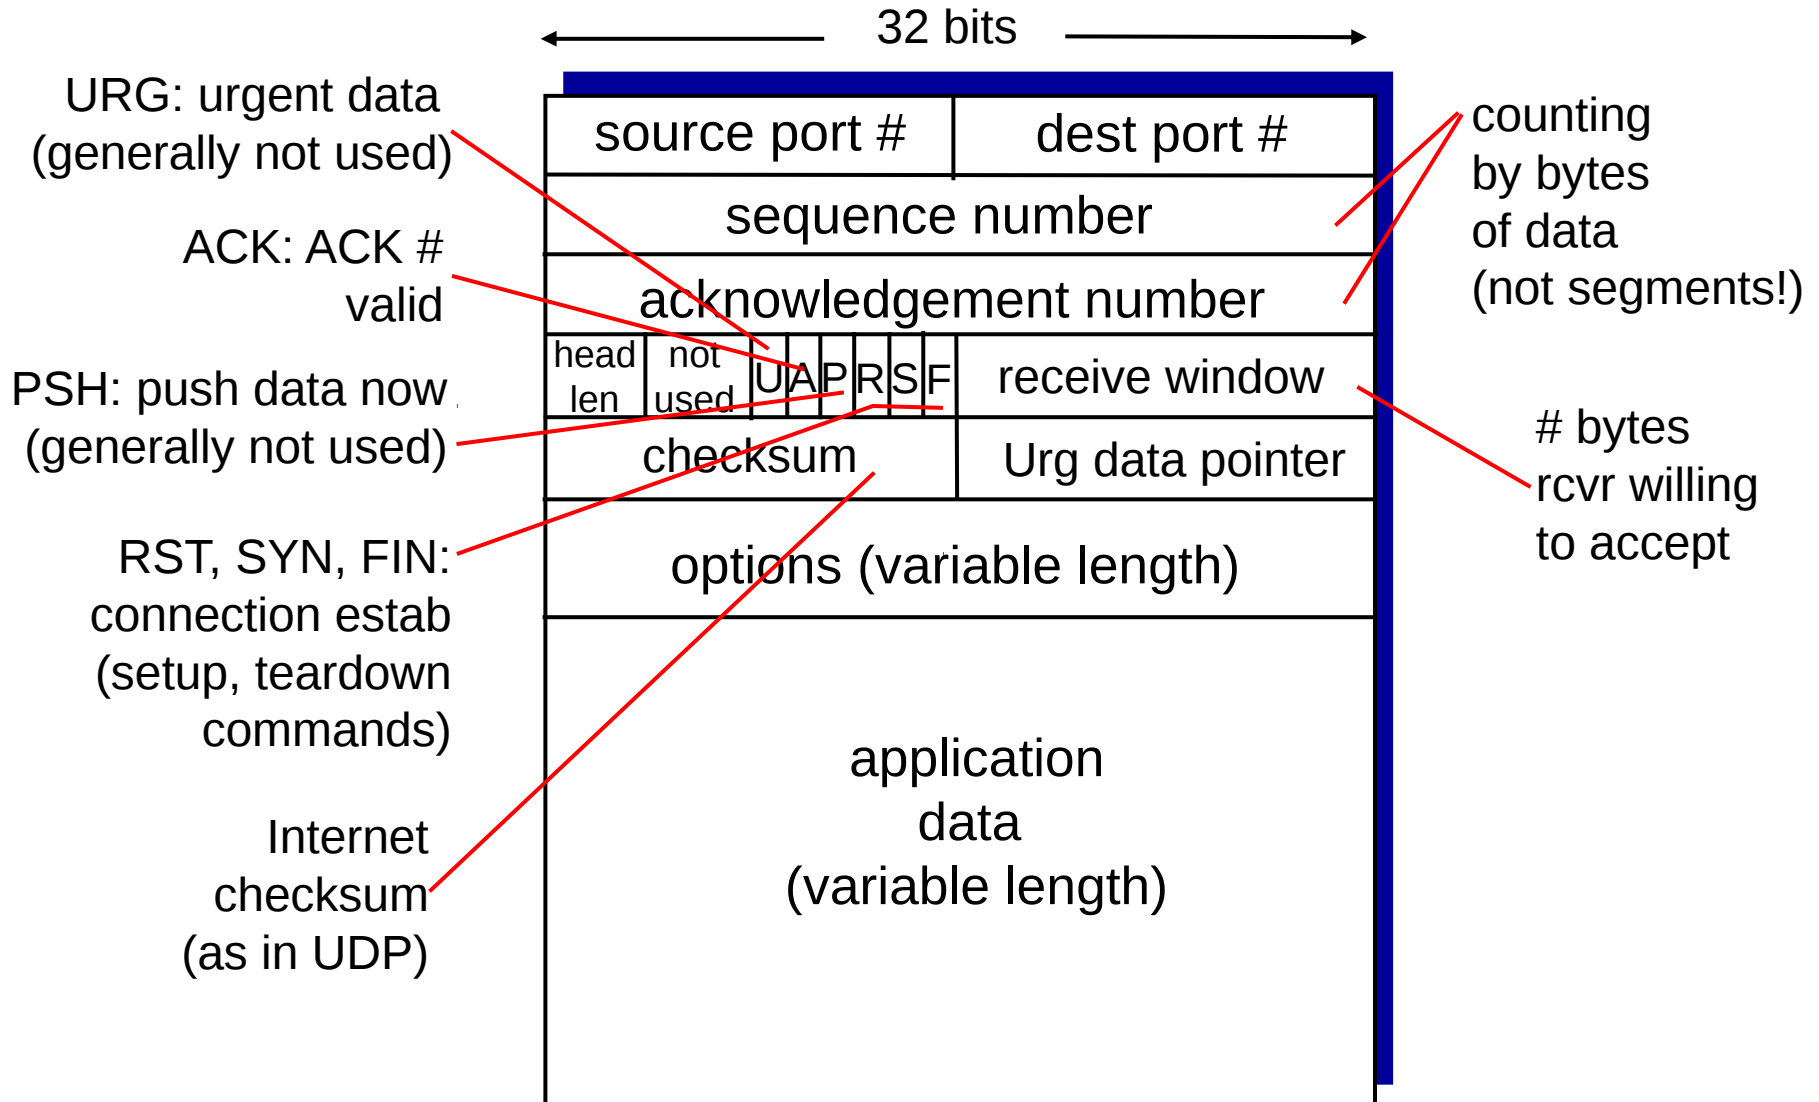 32 bits
URG: urgent data
(generally not used)
ACK: ACK #
valid
PSH: push data now
(generally not used)
RST, SYN, FIN:
connection estab
(setup, teardown
commands)
Internet
checksum
(as in UDP)
source port # dest port #
sequence number
acknowledgement number
head
len
not
used
U A P R S F
receive window
checksum Urg data pointer
options (variable length)
application
data
(variable length)
counting
by bytes
of data
(not segments!)
# bytes
rcvr willing
to accept